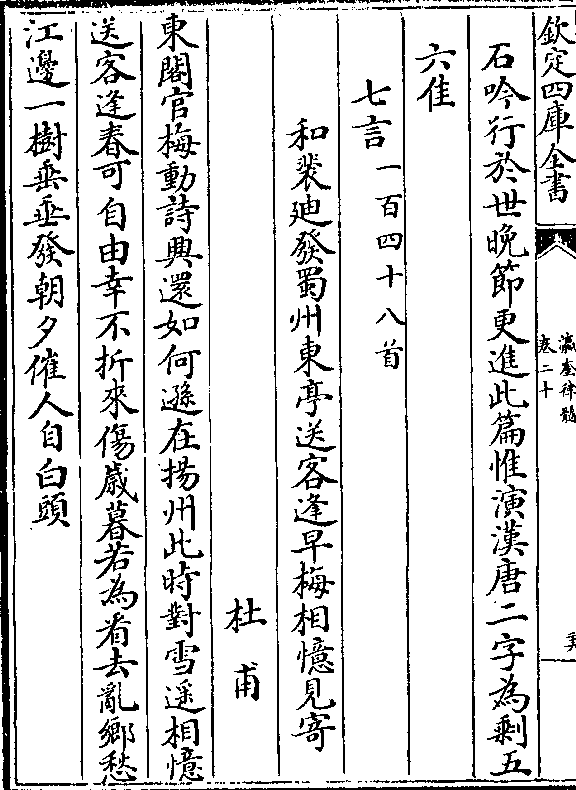 欽定四庫全書
瀛奎律髓
卷二十
石吟行於世晚節更進此篇惟演漢唐二字為剩五
六佳
七言一百四十八首
和裴廸發蜀州東亭送客逢早梅相憶見寄
杜甫
東閣官梅動詩興還如何遜在揚州此時對雪遥相憶
送客逢春可自由幸不折來傷歲暮若為看去亂鄉愁
江邊一樹垂垂發朝夕催人自白頭